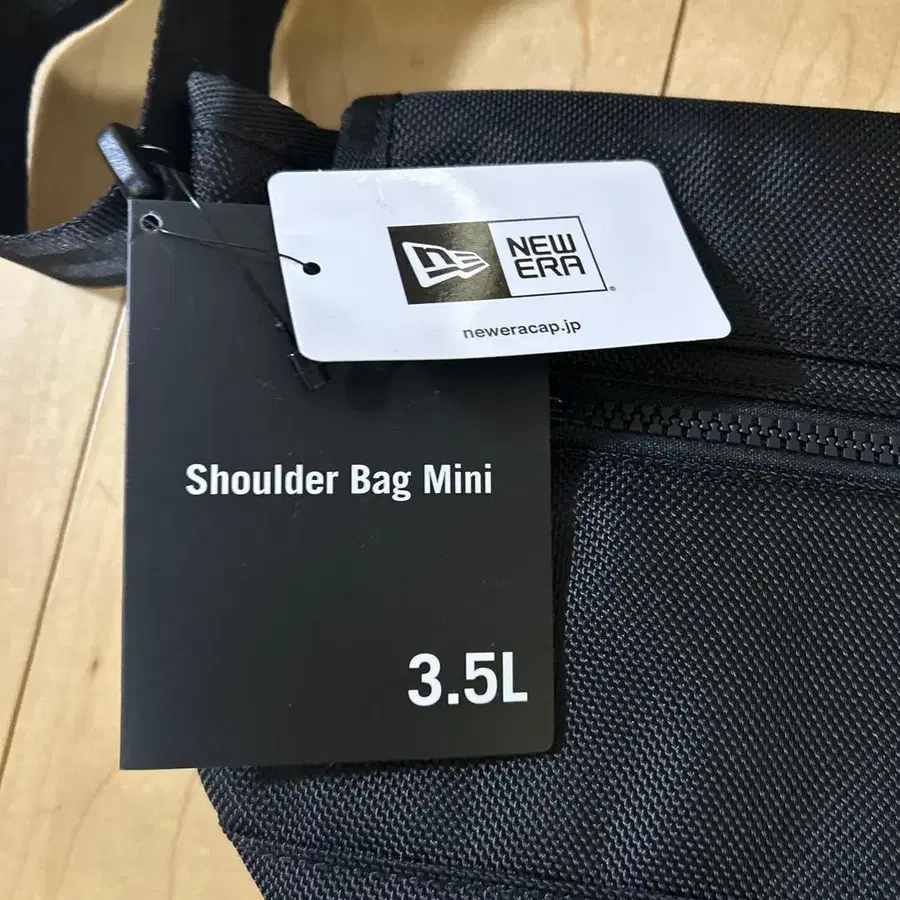 NEW
ERA
neweracap.jp
Shoulder Bag Mini
3.5L